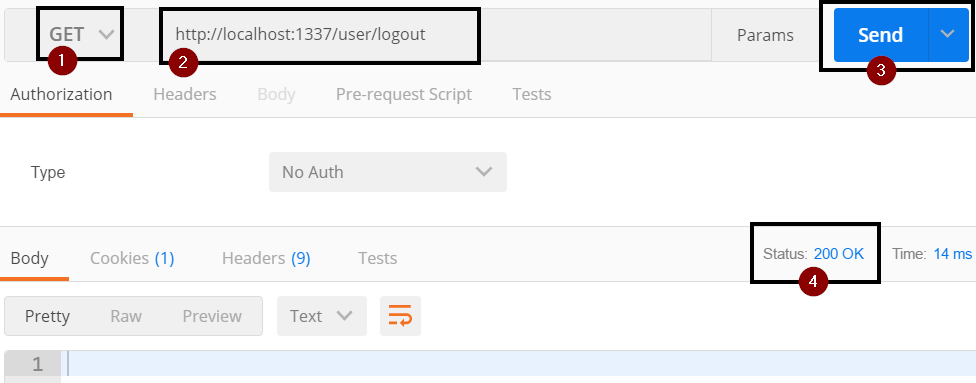 GET http://localhost:1337/user/logout Params Send
1 2 3
Authorization Headers Body Pre-request Script Tests
Type No Auth
Body Cookies (1) Headers (9) Tests Status: 200 OK Time: 14 ms
4
Pretty Raw Preview Text
1